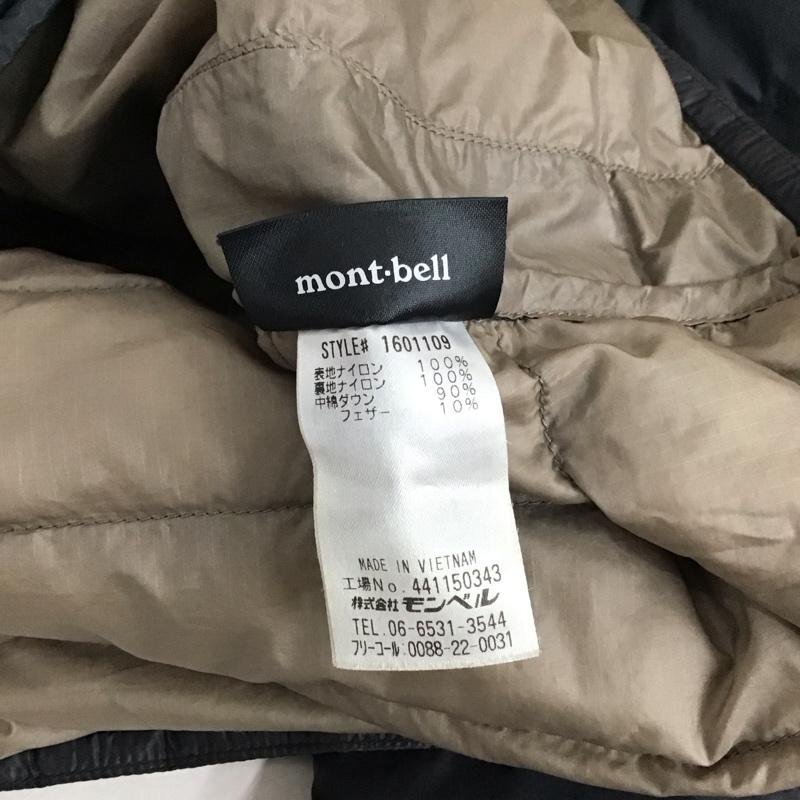 mont·bell
STYLE# 1601109
表地ナイロン 100%
裏地ナイロン 100%
中綿ダウン 90%
フェザー 10%
MADE IN VIETNAM
工場No. 441150343
株式会社 モンベル
TEL. 06-6531-3544
フリーコール: 0088-22-0031